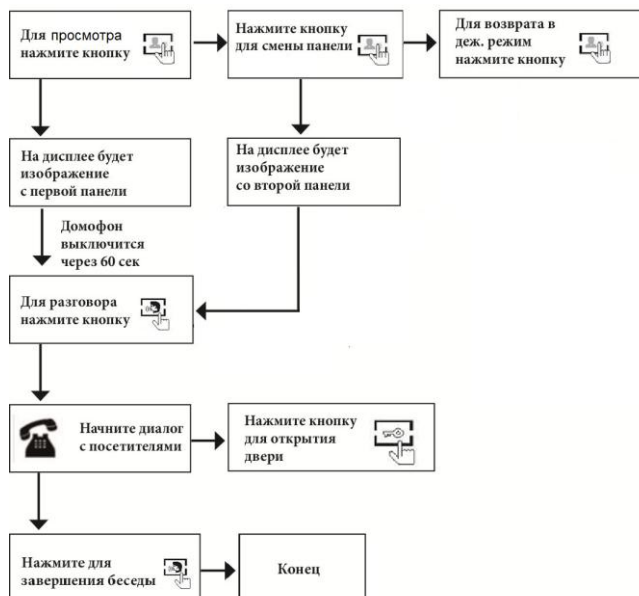 Для просмотра
нажмите кнопку
Нажмите кнопку
для смены панели
Для возврата в
деж. режим
нажмите кнопку
На дисплее будет
изображение
с первой панели
На дисплее будет
изображение
со второй панели
Домофон
выключится
через 60 сек
Для разговора
нажмите кнопку
Начните диалог
с посетителями
Нажмите кнопку
для открытия
двери
Нажмите для
завершения беседы
Конец